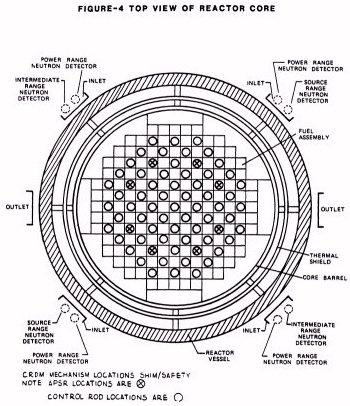 FIGURE-4 TOP VIEW OF REACTOR CORE
POWER RANGE
NEUTRON DETECTOR
INTERMEDIATE
RANGE
NEUTRON
DETECTOR
INLET
POWER RANGE
NEUTRON DETECTOR
INLET
SOURCE
RANGE
NEUTRON
DETECTOR
FUEL
ASSEMBLY
OUTLET
OUTLET
THERMAL
SHIELD
CORE BARREL
SOURCE
RANGE
NEUTRON
DETECTOR
INLET
POWER RANGE
NEUTRON DETECTOR
REACTOR
VESSEL
INLET
INTERMEDIATE
RANGE
NEUTRON
DETECTOR
POWER RANGE
NEUTRON DETECTOR
CRDM MECHANISM LOCATIONS SHIM/SAFETY
NOTE APSR LOCATIONS ARE ⊗
CONTROL ROD LOCATIONS ARE ○